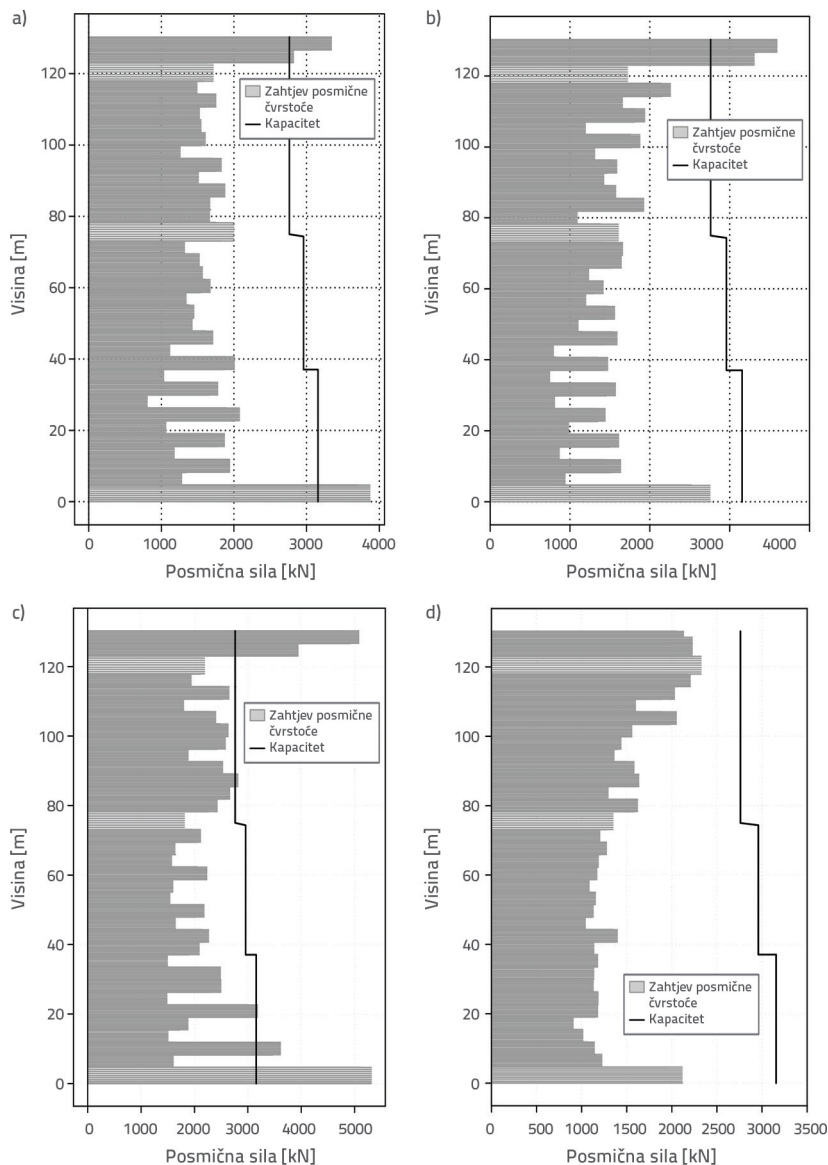 a)
120
100
80
60
40
20
0
Visina [m]
Zahtjev posmične
čvrstoće
Kapacitet
0 1000 2000 3000 4000
Posmična sila [kN]
b)
120
100
80
60
40
20
0
Visina [m]
Zahtjev posmične
čvrstoće
Kapacitet
0 1000 2000 3000 4000
Posmična sila [kN]
c)
120
100
80
60
40
20
0
Visina [m]
Zahtjev posmične
čvrstoće
Kapacitet
0 1000 2000 3000 4000 5000
Posmična sila [kN]
d)
120
100
80
60
40
20
0
Visina [m]
Zahtjev posmične
čvrstoće
Kapacitet
0 500 1000 1500 2000 2500 3000 3500
Posmična sila [kN]